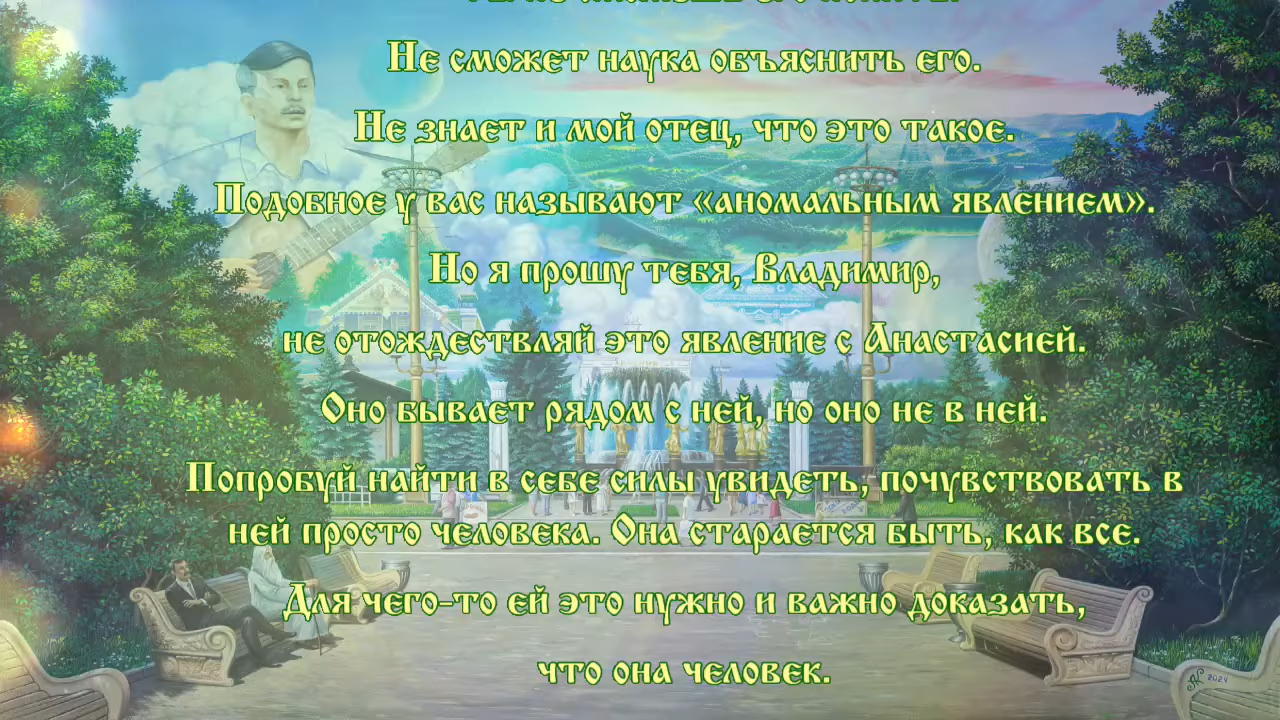 Не сможет наука объяснить его.
Не знает и мой отец, что это такое.
Подобное у вас называют «аномальным явлением».
Но я прошу тебя, Владимир,
не отождествляй это явление с Анастасией.
Оно бывает рядом с ней, но оно не в ней.
Попробуй найти в себе силы увидеть, почувствовать в
ней просто человека. Она старается быть, как все.
Для чего-то ей это нужно и важно доказать,
что она человек.
2024